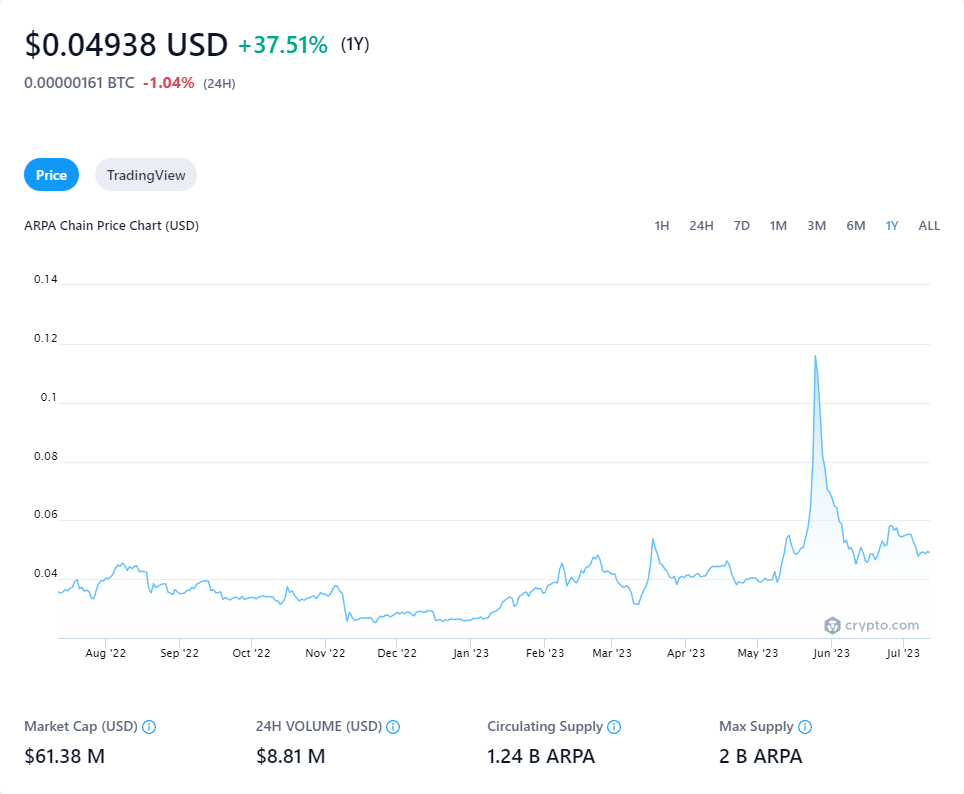 $0.04938 USD +37.51% (1Y)
0.00000161 BTC -1.04% (24H)
Price TradingView
ARPA Chain Price Chart (USD) 1H 24H 7D 1M 3M 6M 1Y ALL
0.14
0.12
0.1
0.08
0.06
0.04
crypto.com
Aug '22 Sep '22 Oct '22 Nov '22 Dec '22 Jan '23 Feb '23 Mar '23 Apr '23 May '23 Jun '23 Jul '23
Market Cap (USD) 24H VOLUME (USD) Circulating Supply Max Supply
$61.38 M $8.81 M 1.24 B ARPA 2 B ARPA